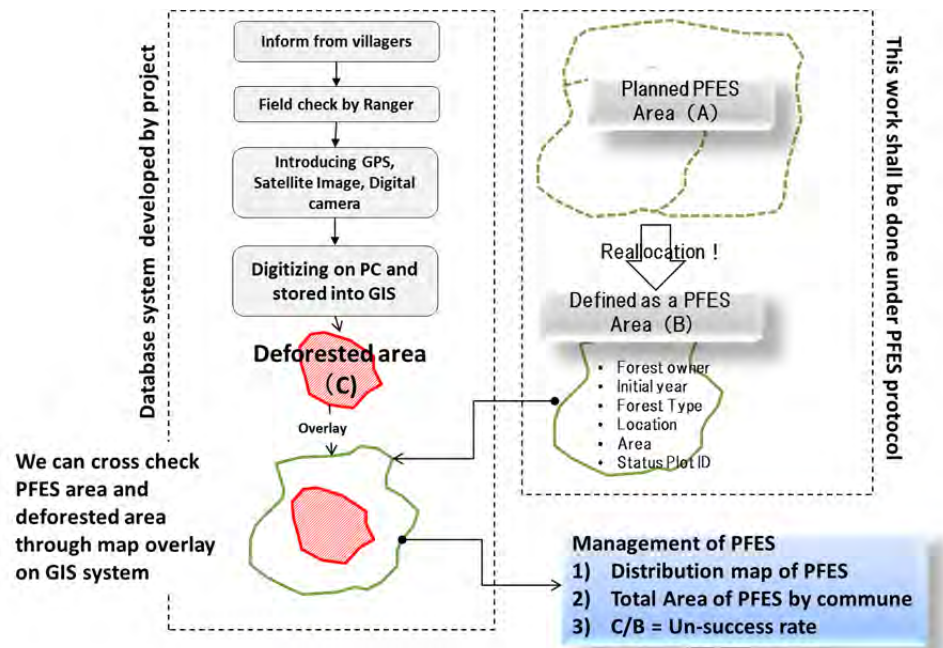 Database system developed by project
Inform from villagers
Field check by Ranger
Introducing GPS,
Satellite Image, Digital
camera
Digitizing on PC and
stored into GIS
Deforested area
(C)
Overlay
We can cross check
PFES area and
deforested area
through map overlay
on GIS system
This work shall be done under PFES protocol
Planned PFES
Area (A)
Reallocation !
Defined as a PFES
Area (B)
• Forest owner
• Initial year
• Forest Type
• Location
• Area
• Status Plot ID
Management of PFES
1) Distribution map of PFES
2) Total Area of PFES by commune
3) C/B = Un-success rate